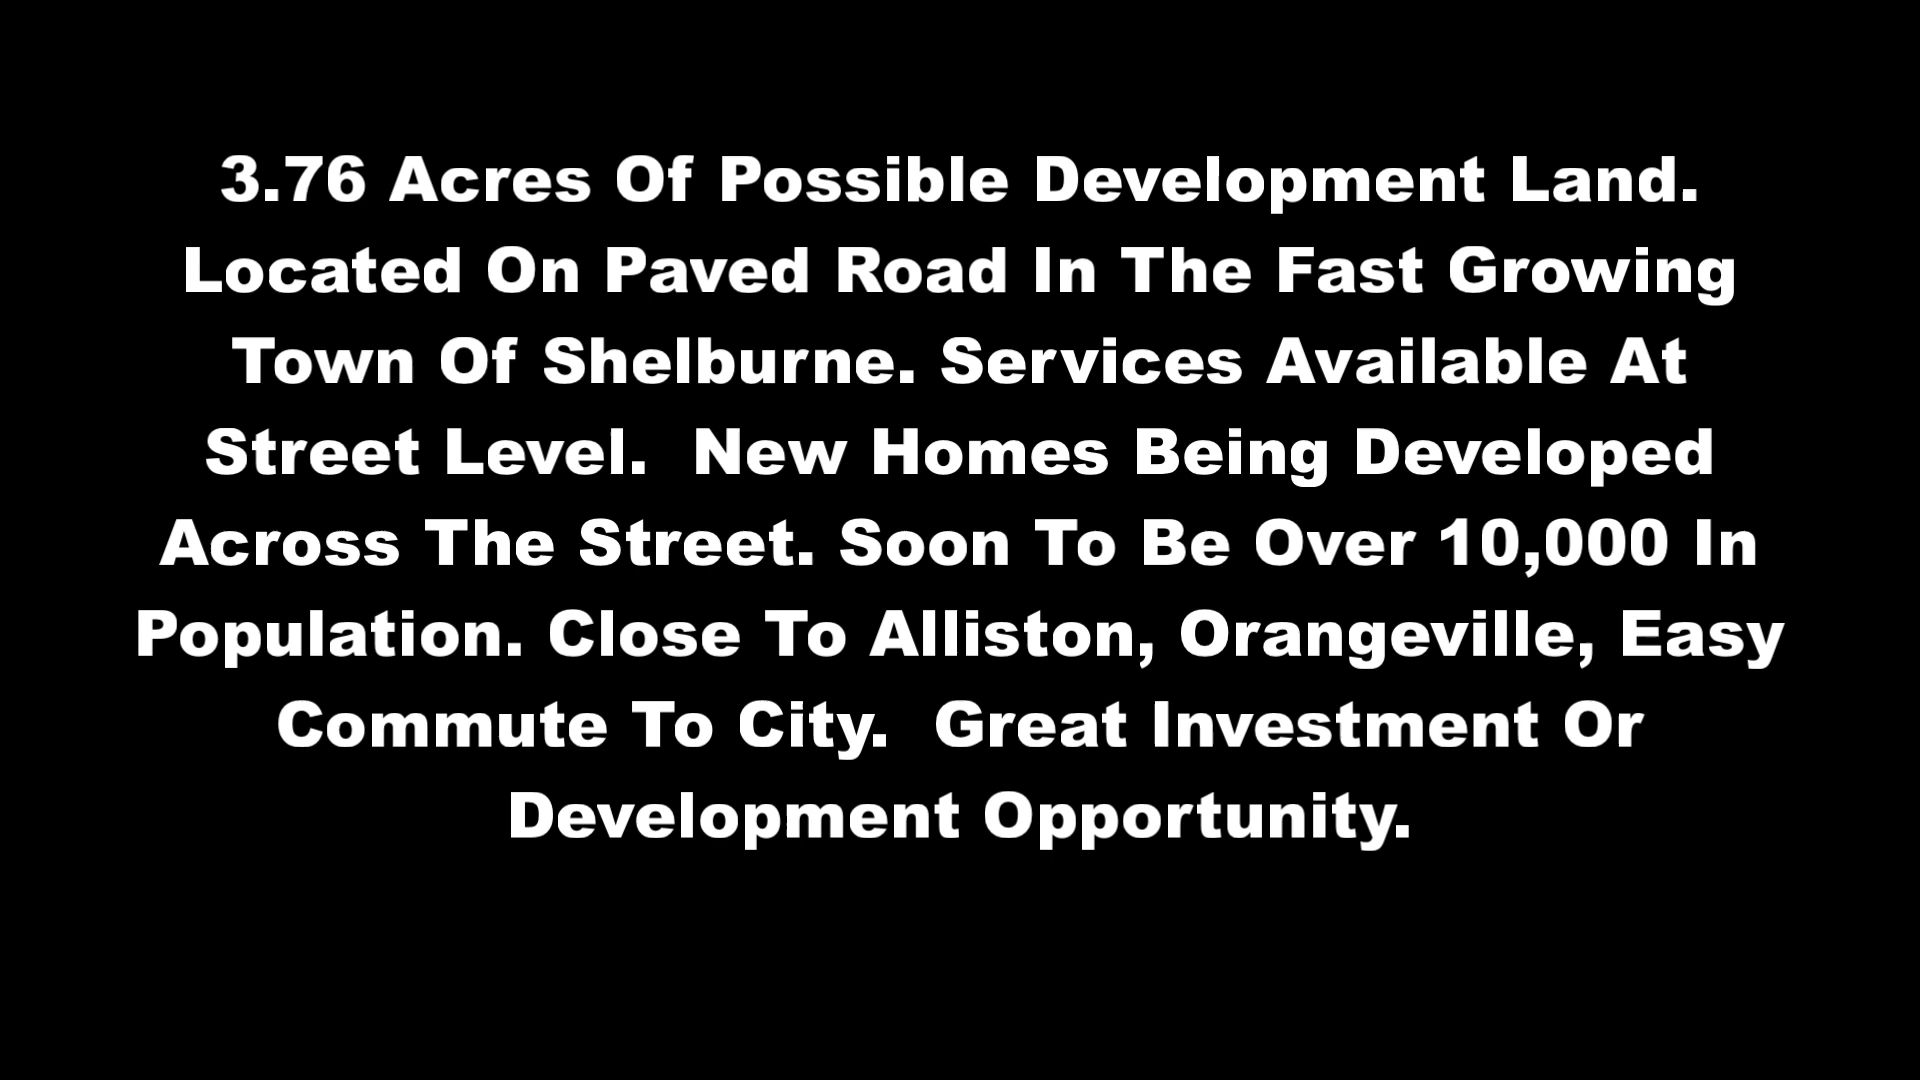 3.76 Acres Of Possible Development Land.
Located On Paved Road In The Fast Growing
Town Of Shelburne. Services Available At
Street Level.  New Homes Being Developed
Across The Street. Soon To Be Over 10,000 In
Population. Close To Alliston, Orangeville, Easy
Commute To City.  Great Investment Or
Development Opportunity.